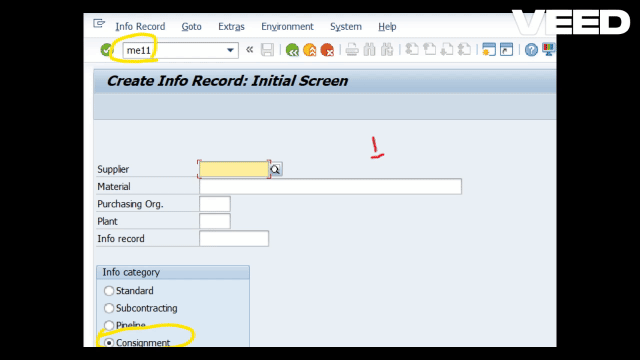 VEED
Info Record Goto Extras Environment System Help
me11
Create Info Record: Initial Screen
1
Supplier
Material
Purchasing Org.
Plant
Info record
Info category
Standard
Subcontracting
Pipeline
Consignment